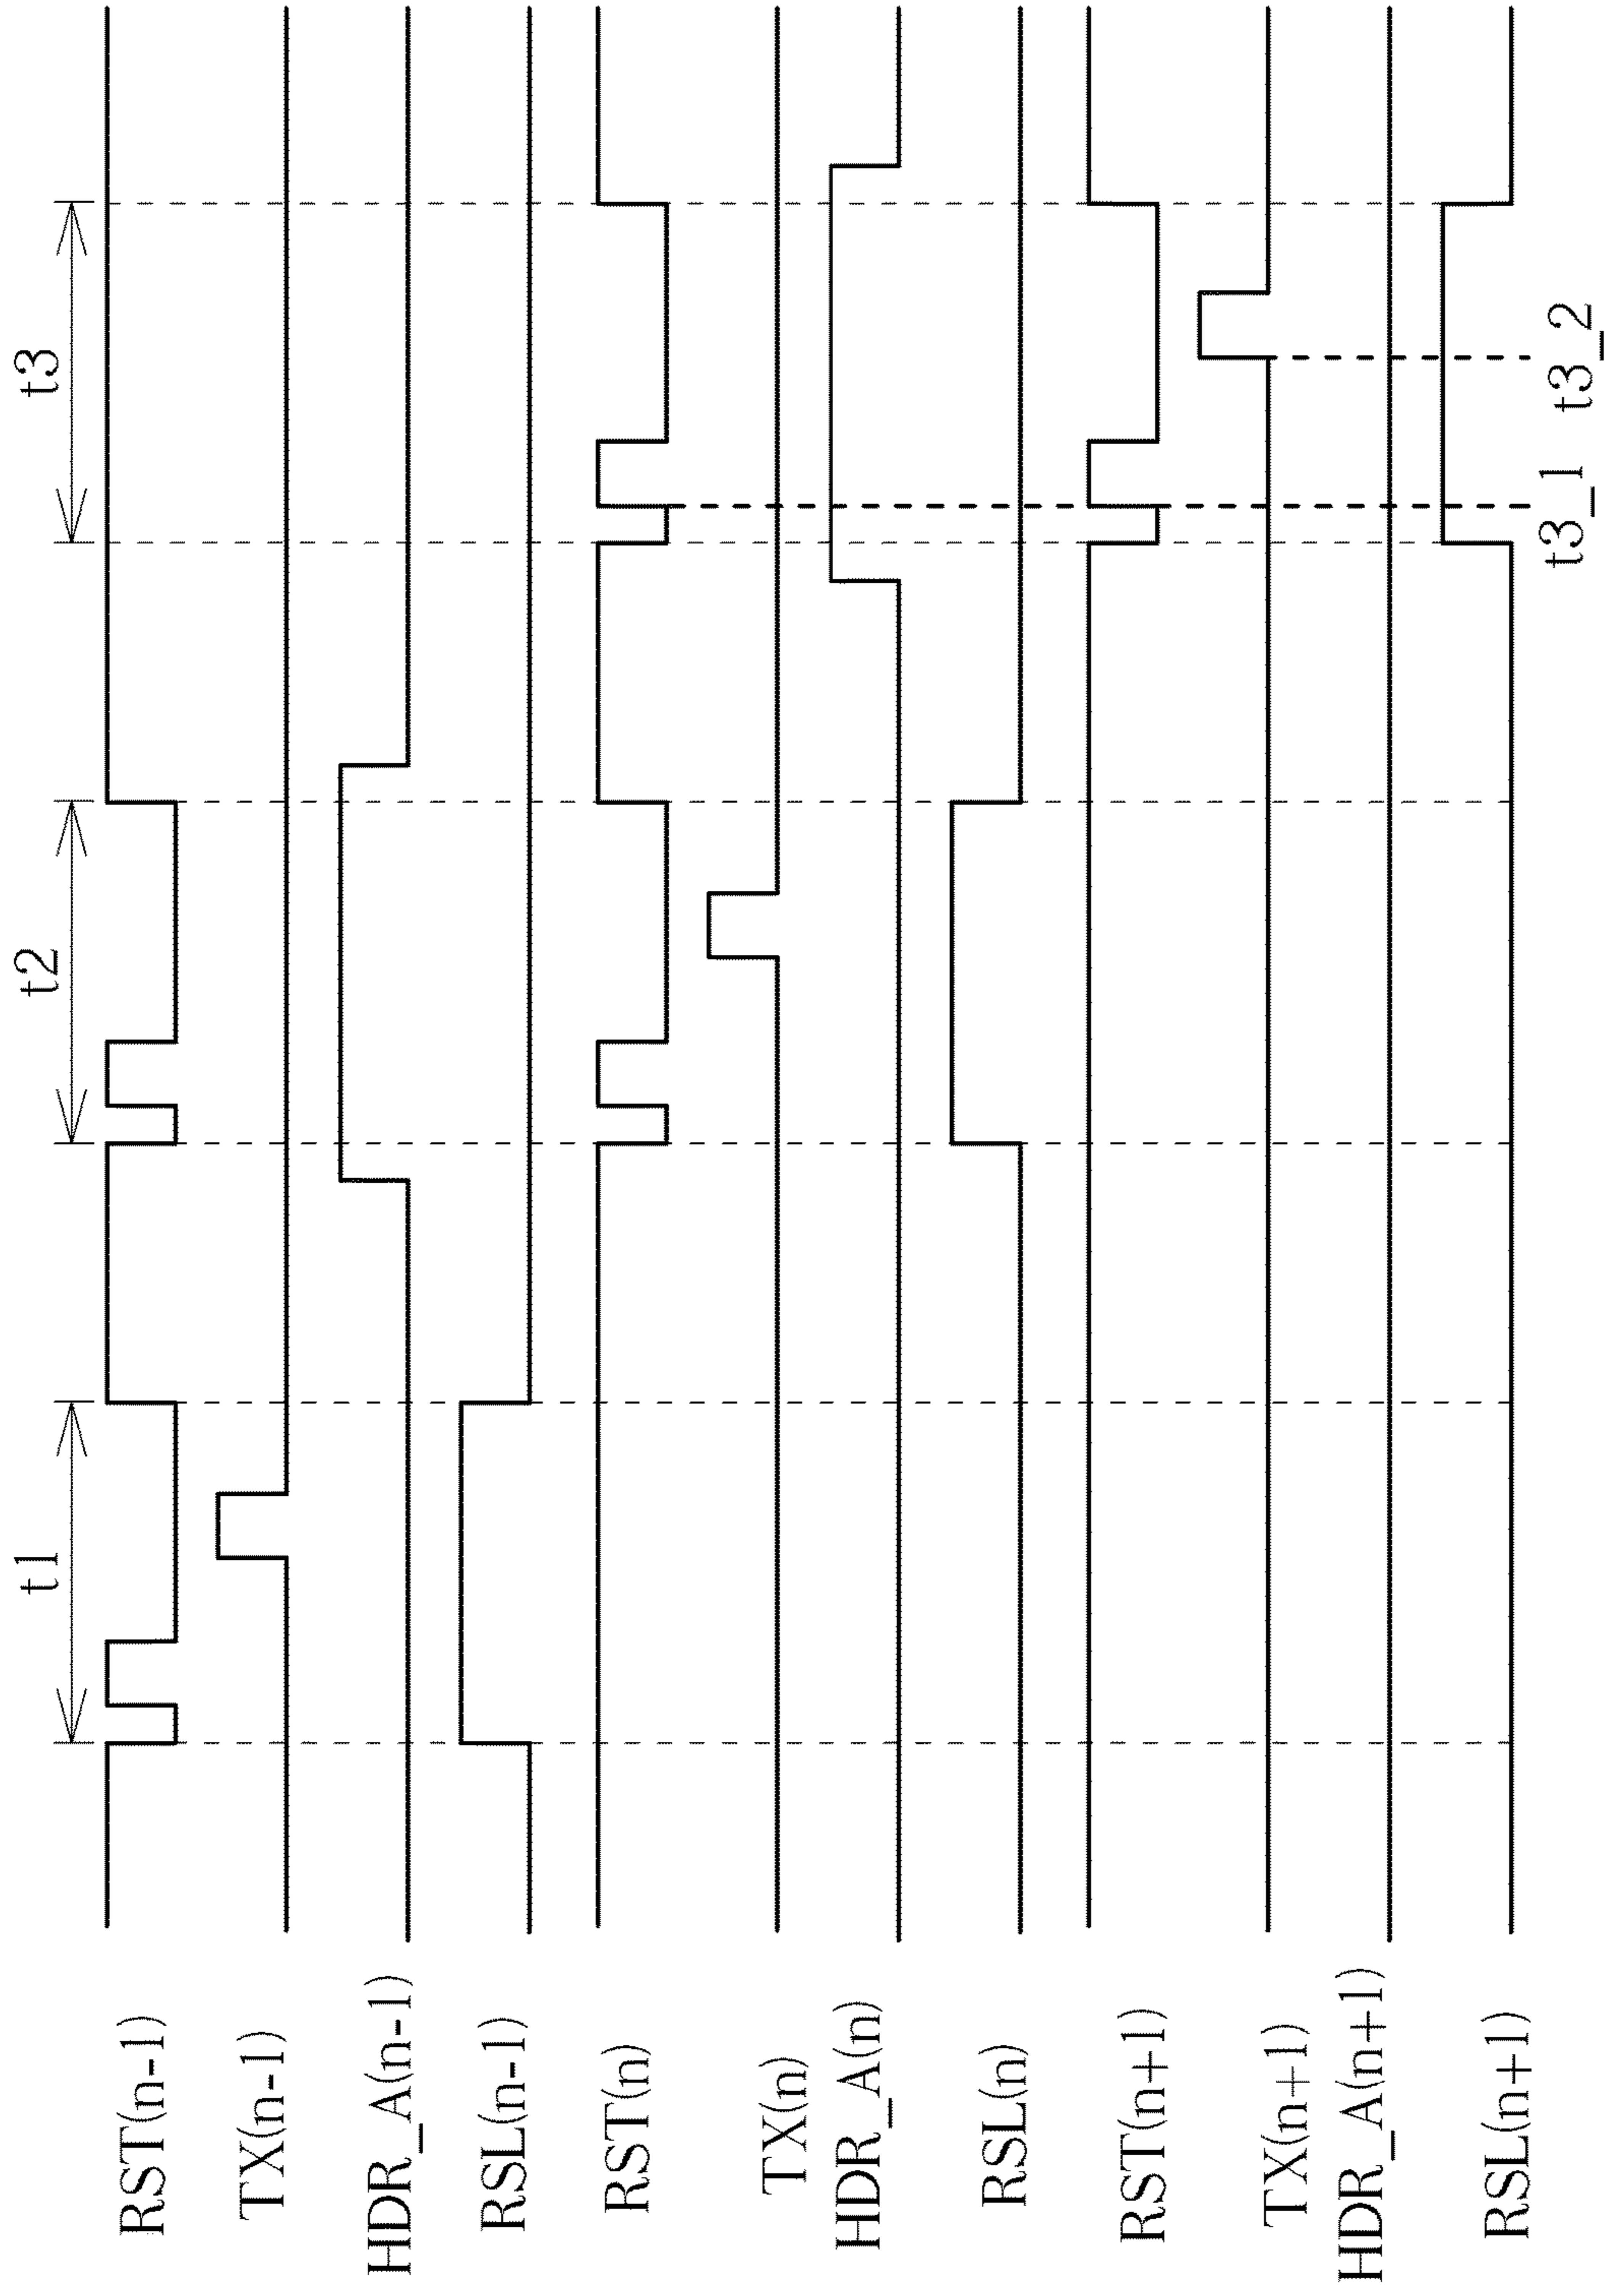 t1
t2
t3
RST(n-1)
TX(n-1)
HDR_A(n-1)
RSL(n-1)
RST(n)
TX(n)
HDR_A(n)
RSL(n)
RST(n+1)
TX(n+1)
HDR_A(n+1)
RSL(n+1)
t3_1
t3_2